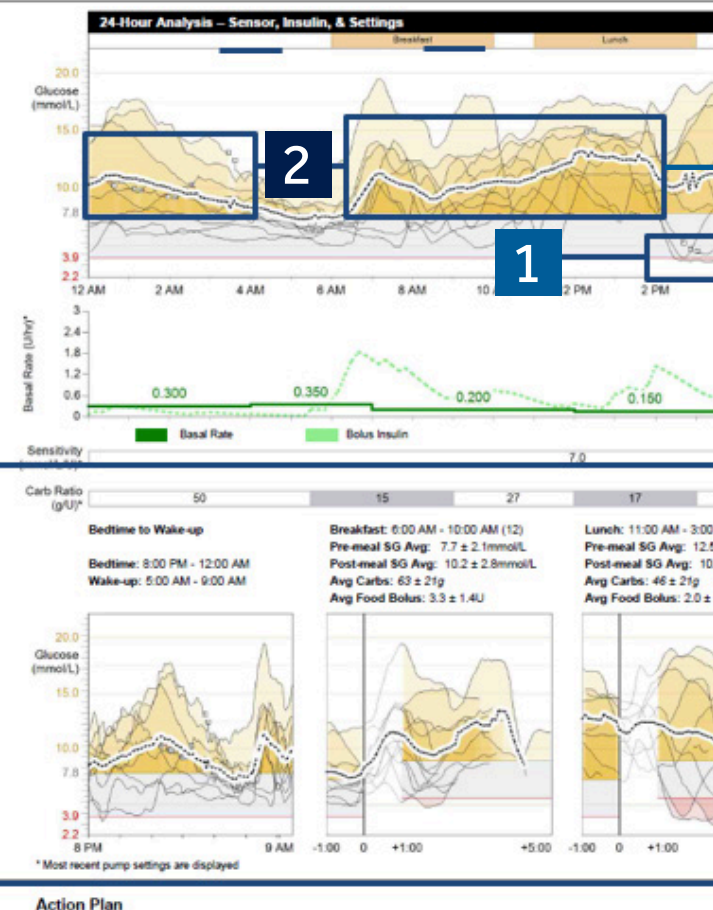 24-Hour Analysis – Sensor, Insulin, & Settings
Breakfast
Lunch
20.0
Glucose
(mmol/L)
15.0
10.0
7.8
3.9
2.2
2
1
12 AM 2 AM 4 AM 6 AM 8 AM 10 2 PM 2 PM
Basal Rate (U/hr)*
3
2.4
1.8
1.2
0.6
0
0.300 0.350 0.200 0.150
Basal Rate Bolus Insulin
Sensitivity
7.0
Carb Ratio
(g/U)*
50 15 27 17
Bedtime to Wake-up
Bedtime: 8:00 PM - 12:00 AM
Wake-up: 5:00 AM - 9:00 AM
Breakfast: 6:00 AM - 10:00 AM (12)
Pre-meal SG Avg: 7.7 ± 2.1mmol/L
Post-meal SG Avg: 10.2 ± 2.8mmol/L
Avg Carbs: 63 ± 21g
Avg Food Bolus: 3.3 ± 1.4U
Lunch: 11:00 AM - 3:00
Pre-meal SG Avg: 12.5
Post-meal SG Avg: 10.
Avg Carbs: 46 ± 21g
Avg Food Bolus: 2.0 ±
20.0
Glucose
(mmol/L)
15.0
10.0
7.8
3.9
2.2
8 PM 9 AM
-1:00 0 +1:00 +5:00
-1:00 0 +1:00
* Most recent pump settings are displayed
Action Plan